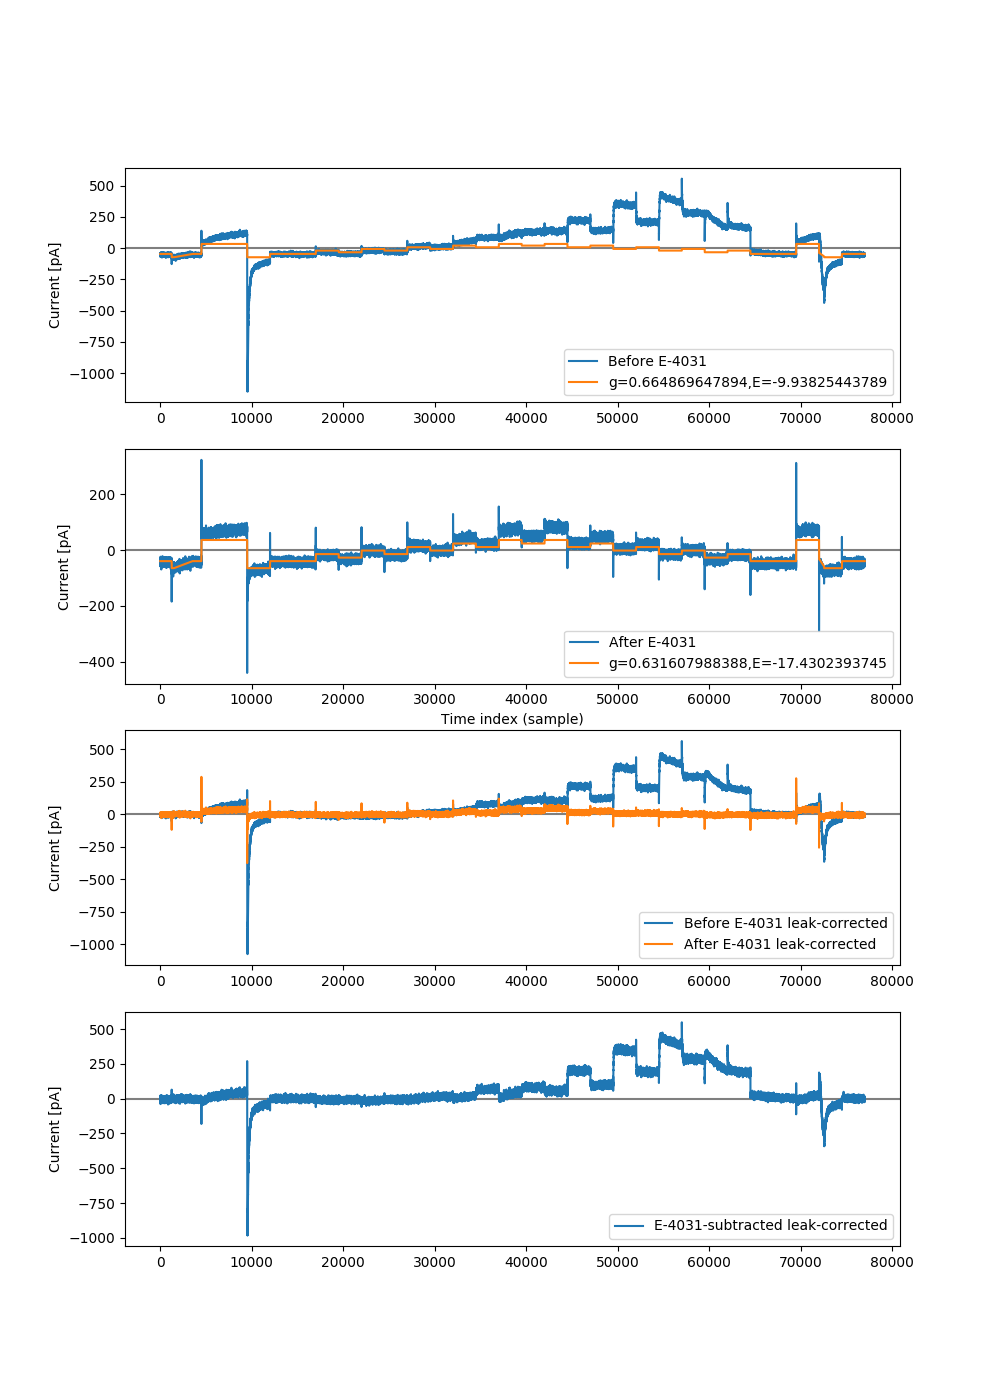 500
250
0
−250
−500
−750
−1000
Current [pA]
Before E-4031
g=0.664869647894,E=-9.93825443789
0 10000 20000 30000 40000 50000 60000 70000 80000
200
0
−200
−400
Current [pA]
After E-4031
g=0.631607988388,E=-17.4302393745
0 10000 20000 30000 40000 50000 60000 70000 80000
Time index (sample)
500
250
0
−250
−500
−750
−1000
Current [pA]
Before E-4031 leak-corrected
After E-4031 leak-corrected
0 10000 20000 30000 40000 50000 60000 70000 80000
500
250
0
−250
−500
−750
−1000
Current [pA]
E-4031-subtracted leak-corrected
0 10000 20000 30000 40000 50000 60000 70000 80000